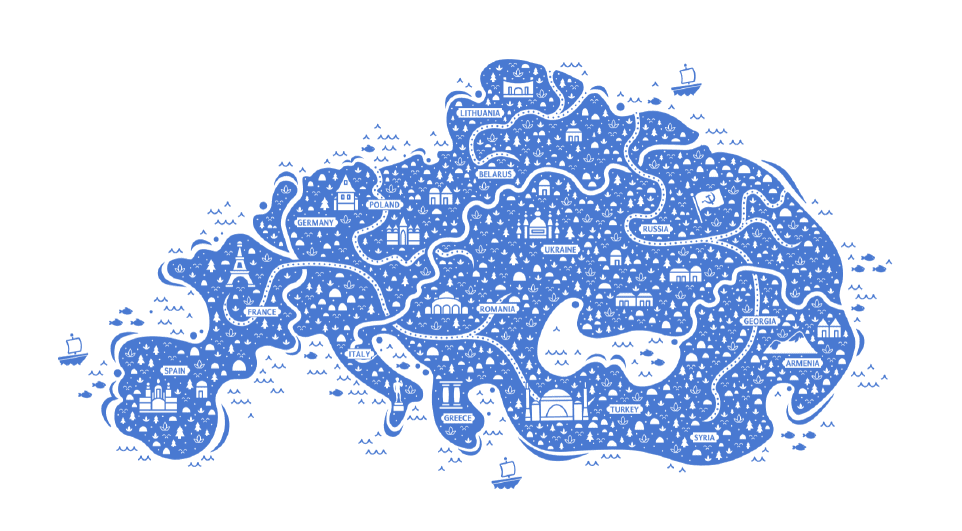 LITHUANIA
BELARUS
POLAND
GERMANY
RUSSIA
UKRAINE
FRANCE
ROMANIA
GEORGIA
ITALY
ARMENIA
SPAIN
TURKEY
GREECE
SYRIA